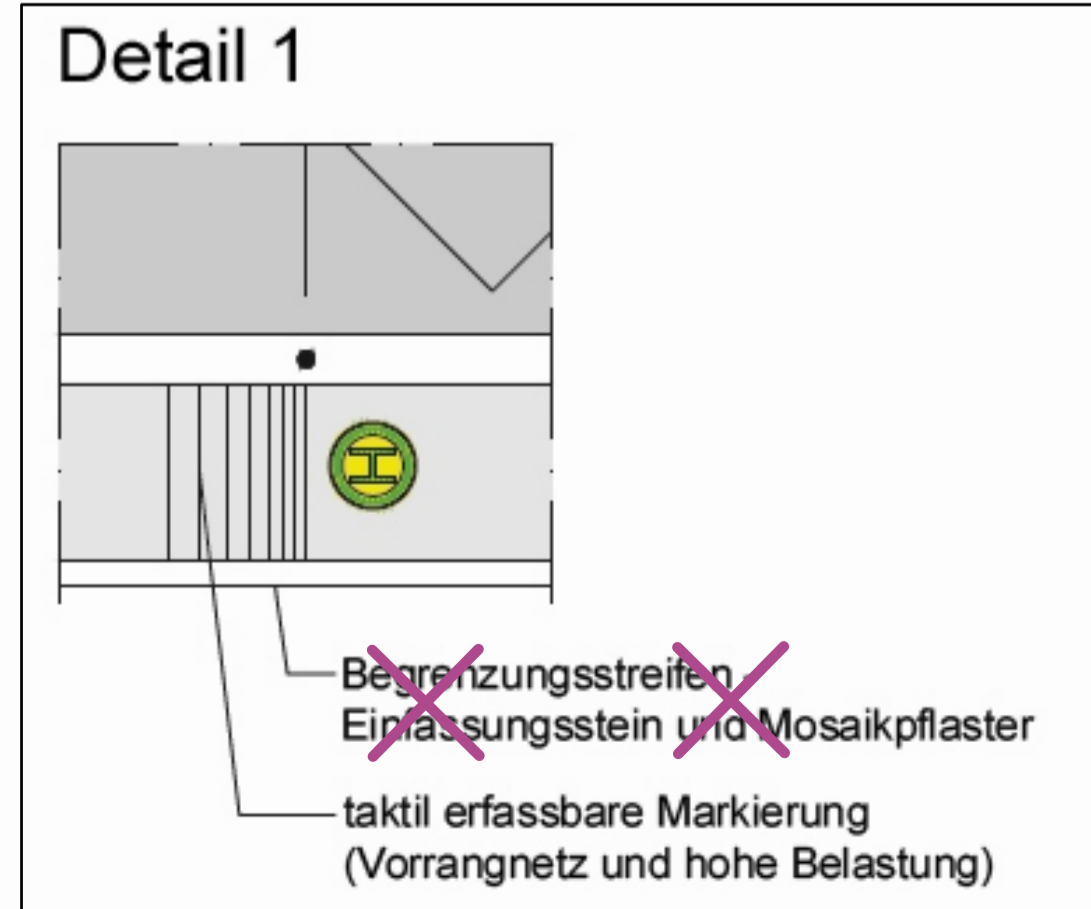 Detail 1
H
Begrenzungsstreifen -
Einfassungsstein und Mosaikpflaster
taktil erfassbare Markierung
(Vorrangnetz und hohe Belastung)